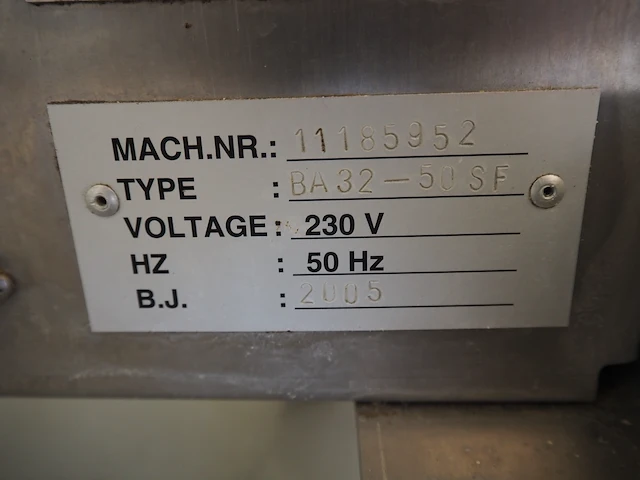 MACH.NR.: 11185952
TYPE : BA32-50SF
VOLTAGE: 230 V
HZ : 50 Hz
B.J. : 2005